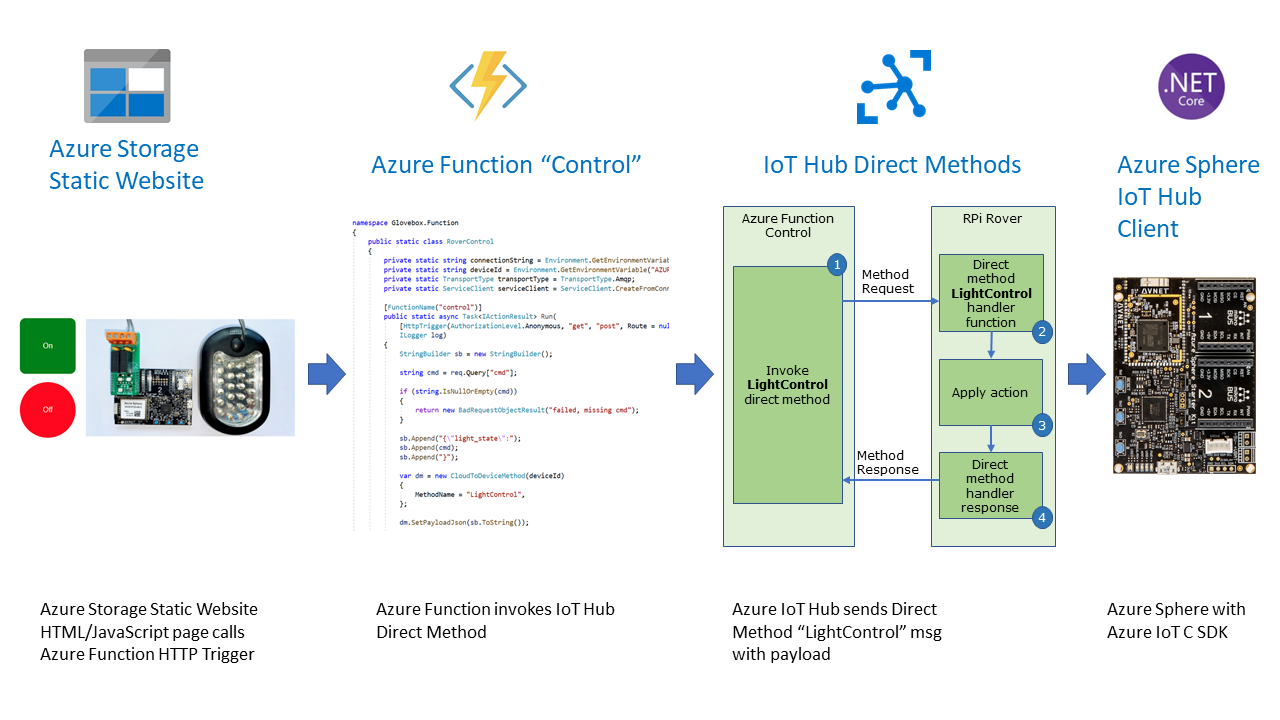 .NET
Core
Azure Storage
Static Website
Azure Function “Control”
IoT Hub Direct Methods
Azure Sphere
IoT Hub
Client
On
Off
namespace Glovebox.Function
{
public static class RoverControl
{
private static string connectionString = Environment.GetEnvironmentVariab
private static string deviceId = Environment.GetEnvironmentVariable("AZUR
private static TransportType transportType = TransportType.Amqp;
private static ServiceClient serviceClient = ServiceClient.CreateFromConn
[FunctionName("control")]
public static async Task<IActionResult> Run(
[HttpTrigger(AuthorizationLevel.Anonymous, "get", "post", Route = nul
ILogger log)
{
StringBuilder sb = new StringBuilder();
string cmd = req.Query["cmd"];
if (string.IsNullOrEmpty(cmd))
{
return new BadRequestObjectResult("failed, missing cmd");
}
sb.Append("{\"light_state\":");
sb.Append(cmd);
sb.Append("}");
var dm = new CloudToDeviceMethod(deviceId)
{
MethodName = "LightControl",
};
dm.SetPayloadJson(sb.ToString());
Azure Function
Control
1
Invoke
LightControl
direct method
Method
Request
Method
Response
RPi Rover
Direct
method
LightControl
handler
function
2
Apply action
3
Direct
method
handler
response
4
AVNET
BUS
1
BUS
2
Azure Storage Static Website
HTML/JavaScript page calls
Azure Function HTTP Trigger
Azure Function invokes IoT Hub
Direct Method
Azure IoT Hub sends Direct
Method “LightControl” msg
with payload
Azure Sphere with
Azure IoT C SDK